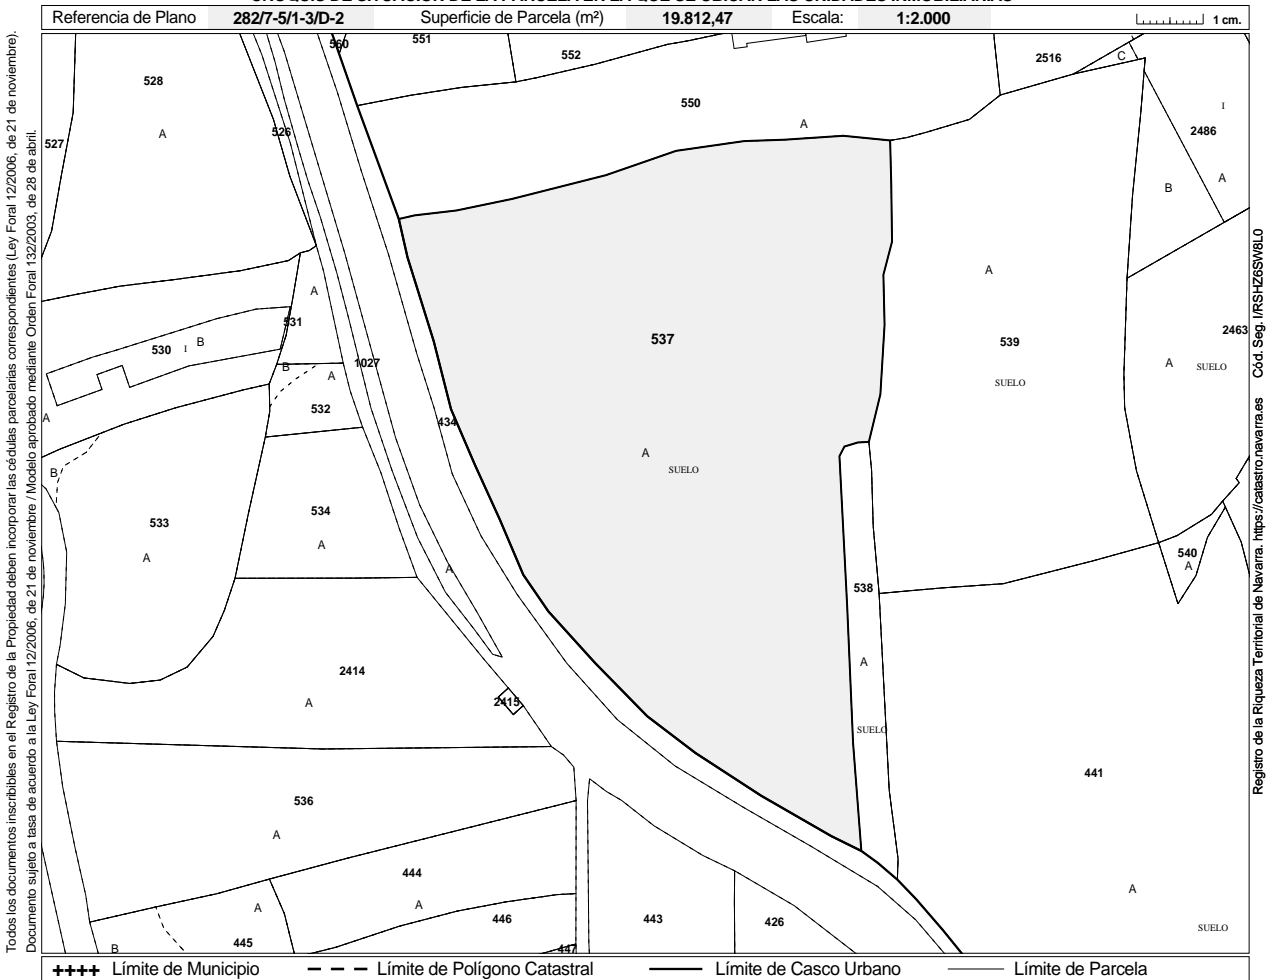 Referencia de Plano 282/7-5/1-3/D-2 Superficie de Parcela (m²) 19.812,47 Escala: 1:2.000 1 cm.
Todos los documentos inscribibles en el Registro de la Propiedad deben incorporar las cédulas parcelarias correspondientes (Ley Foral 12/2006, de 21 de noviembre).
Documento sujeto a tasa de acuerdo a la Ley Foral 12/2006, de 21 de noviembre / Modelo aprobado mediante Orden Foral 132/2003, de 28 de abril.
560
551
552
2516
C
528
550
I
A
A
526
2486
527
B
A
A
A
531
537
539
2463
530 I B
B
1027
A
A
SUELO
SUELO
532
A
434
A
SUELO
B
533
534
A
A
A
540
A
538
2414
A
A
2415
SUELO
441
536
A
444
A
A
A
446
443
426
445
B
447
SUELO
Registro de la Riqueza Territorial de Navarra. https://catastro.navarra.es Cód. Seg. I/RSHZ6SW8L0
++++ Límite de Municipio
Límite de Polígono Catastral
Límite de Casco Urbano
Límite de Parcela